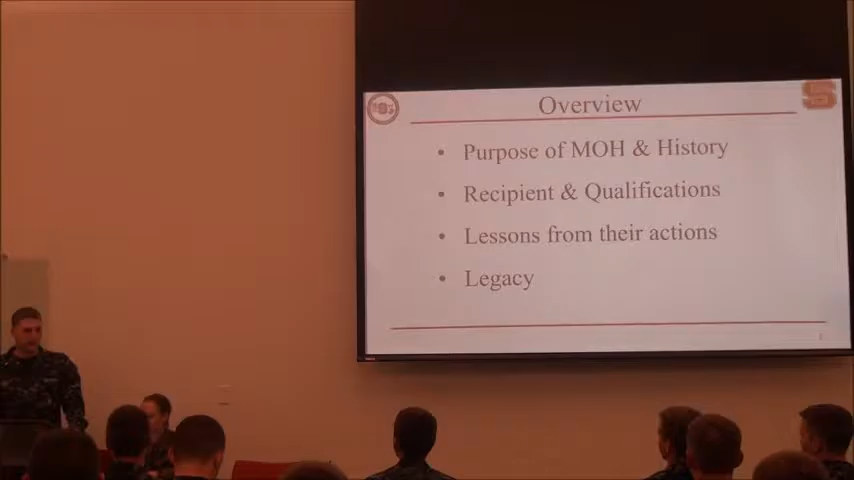 Overview
• Purpose of MOH & History
• Recipient & Qualifications
• Lessons from their actions
• Legacy